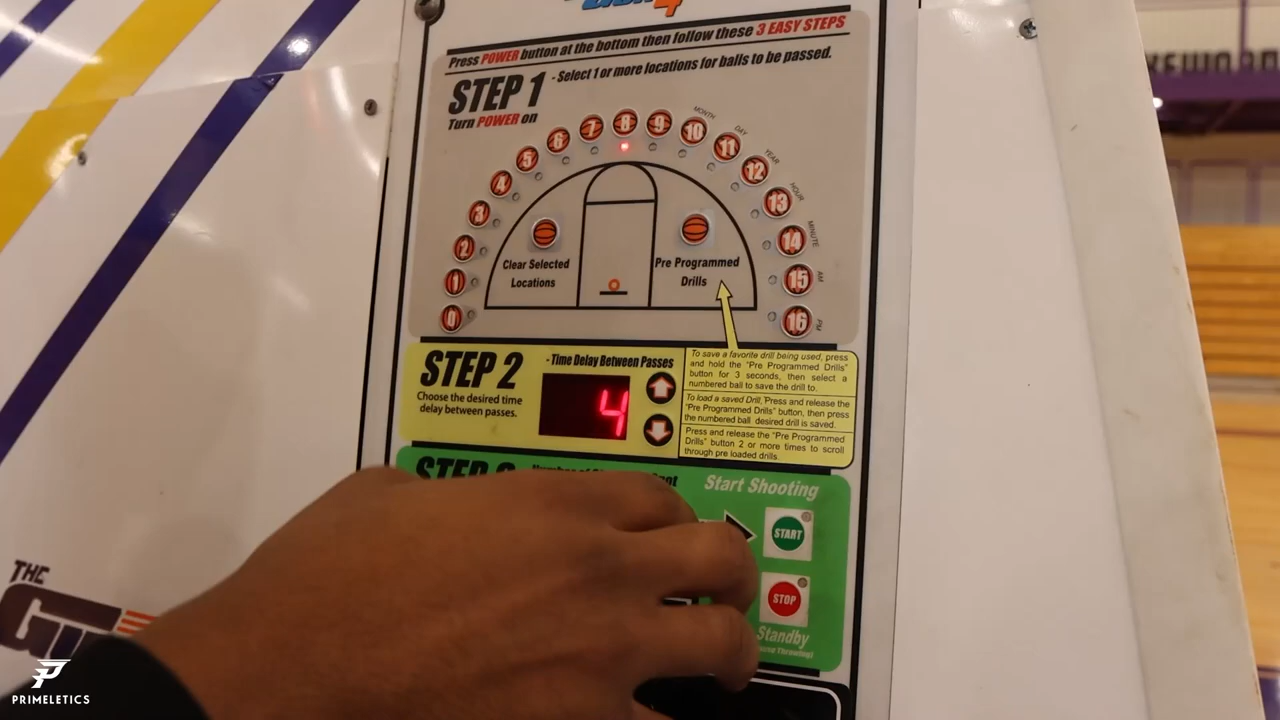 Press POWER button at the bottom then follow these 3 EASY STEPS
STEP 1
- Select 1 or more locations for balls to be passed.
Turn POWER on
0
1
2
3
4
5
6
7
8
9
10
11
12
13
14
15
16
MONTH
DAY
YEAR
HOUR
MINUTE
AM
PM
Clear Selected
Locations
Pre Programmed
Drills
STEP 2
Choose the desired time
delay between passes.
- Time Delay Between Passes
4
To save a favorite drill being used, press
and hold the "Pre Programmed Drills"
button for 3 seconds, then select a
numbered ball to save the drill to.
To load a saved Drill, Press and release the
"Pre Programmed Drills" button, then press
the numbered ball desired drill is saved.
Press and release the "Pre Programmed
Drills" button 2 or more times to scroll
through pre loaded drills.
STEP
Start Shooting
START
STOP
Standby
THE
PRIMELETICS